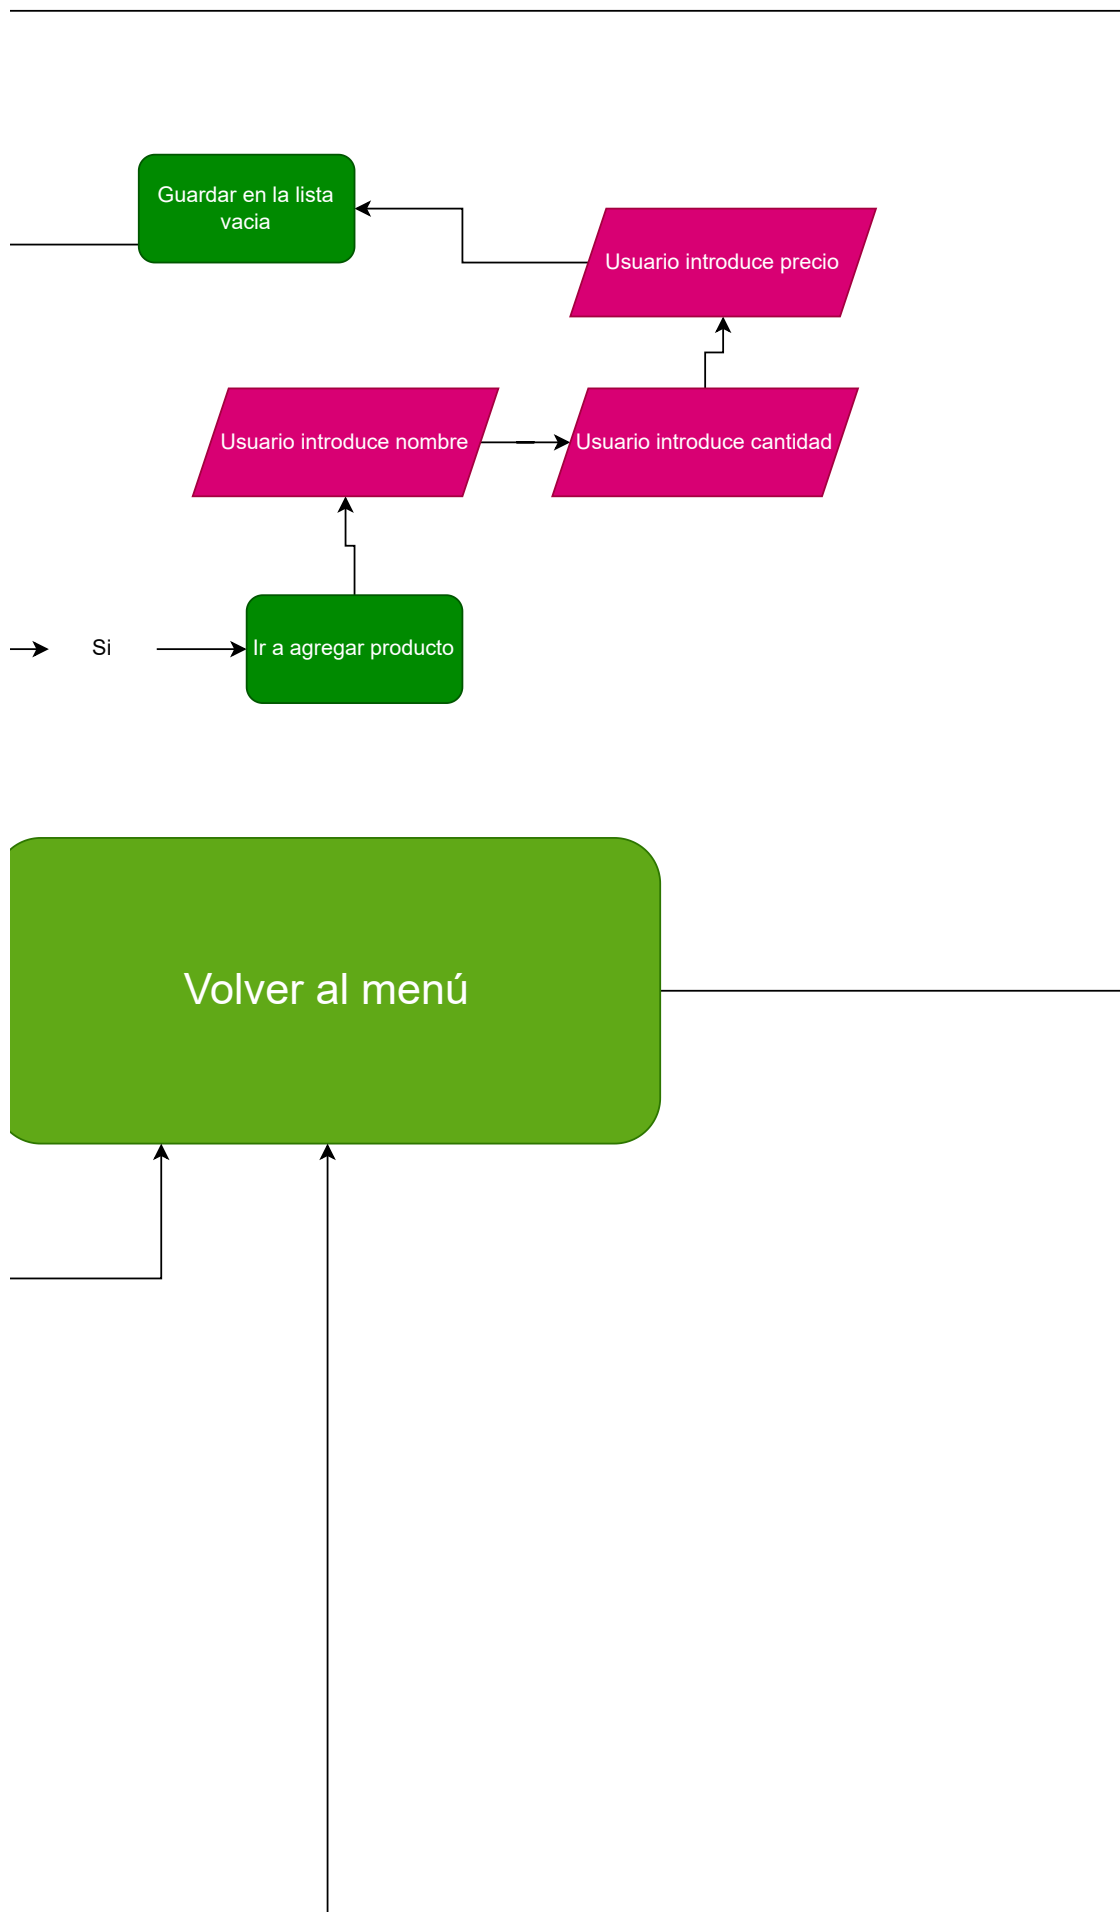 Guardar en la lista
vacia
Usuario introduce precio
Usuario introduce nombre
Usuario introduce cantidad
Si
Ir a agregar producto
Volver al menú